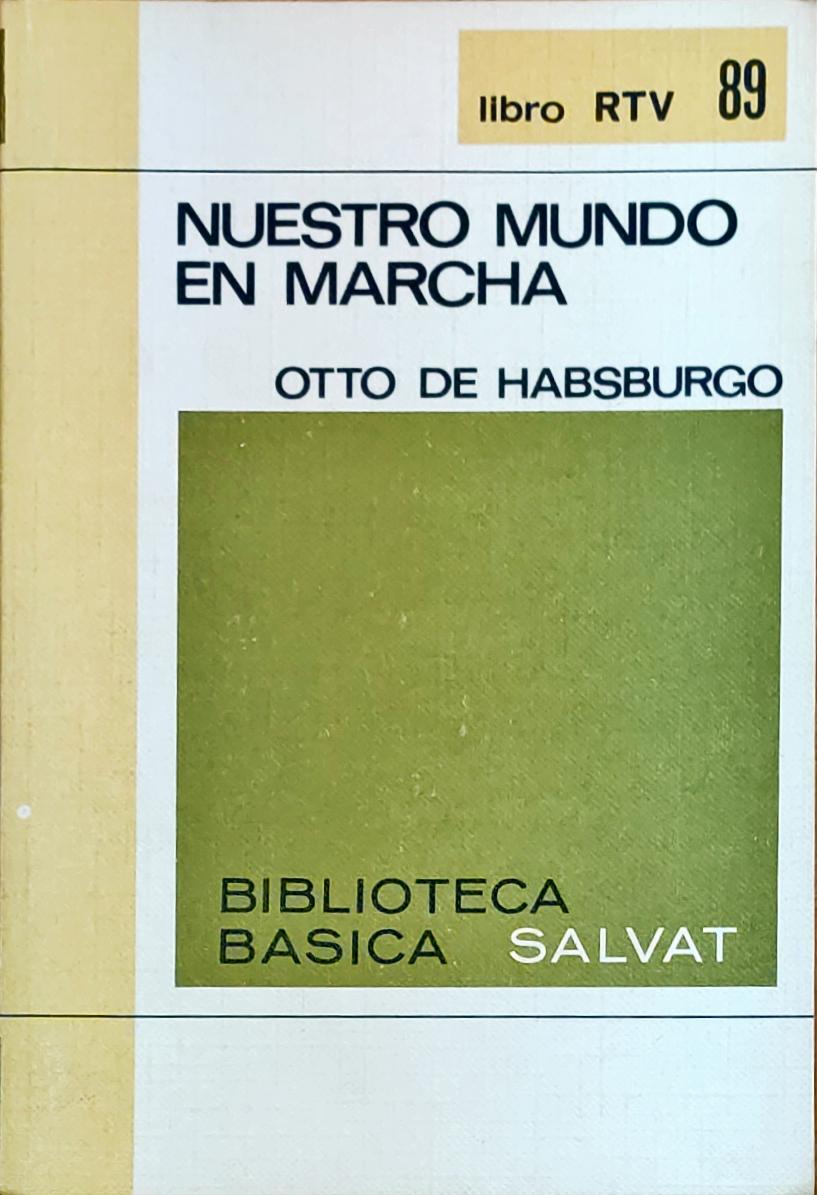 libro RTV 89
NUESTRO MUNDO
EN MARCHA
OTTO DE HABSBURGO
BIBLIOTECA
BASICA SALVAT